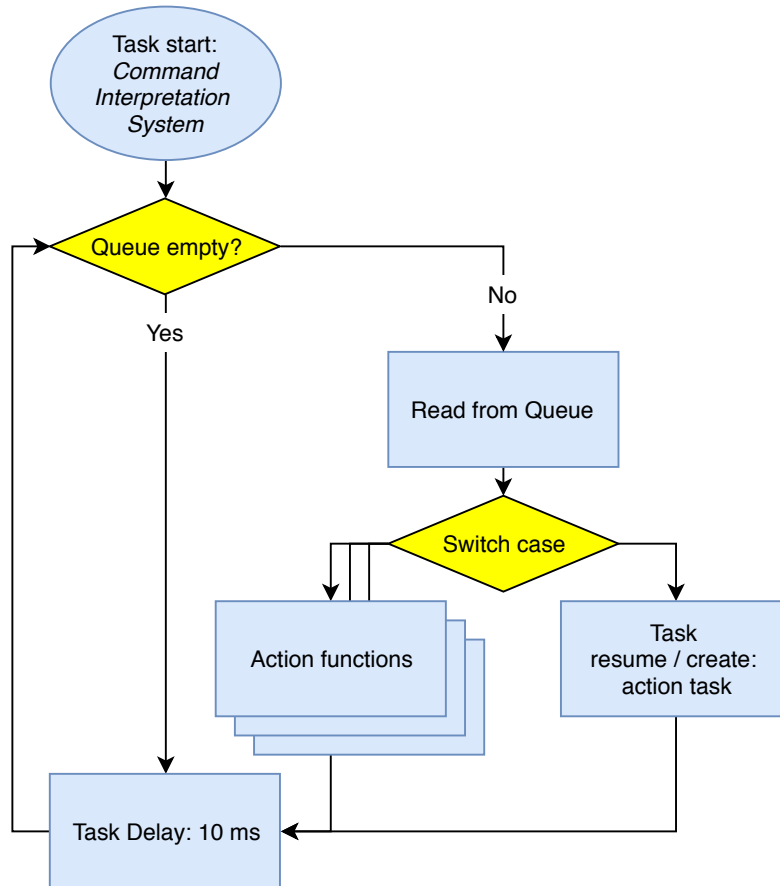 Task start:
Command
Interpretation
System
Queue empty?
No
Yes
Read from Queue
Switch case
Action functions
Task
resume / create:
action task
Task Delay: 10 ms